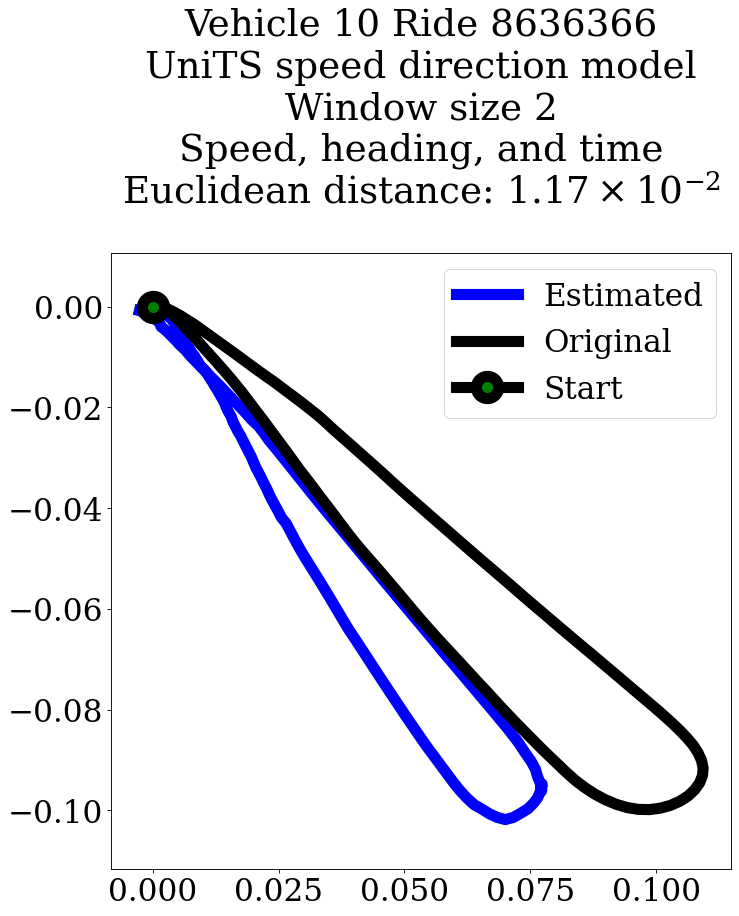 Vehicle 10 Ride 8636366
UniTS speed direction model
Window size 2
Speed, heading, and time
Euclidean distance: 1.17 × 10⁻²
Estimated
Original
Start
0.00
−0.02
−0.04
−0.06
−0.08
−0.10
0.000 0.025 0.050 0.075 0.100